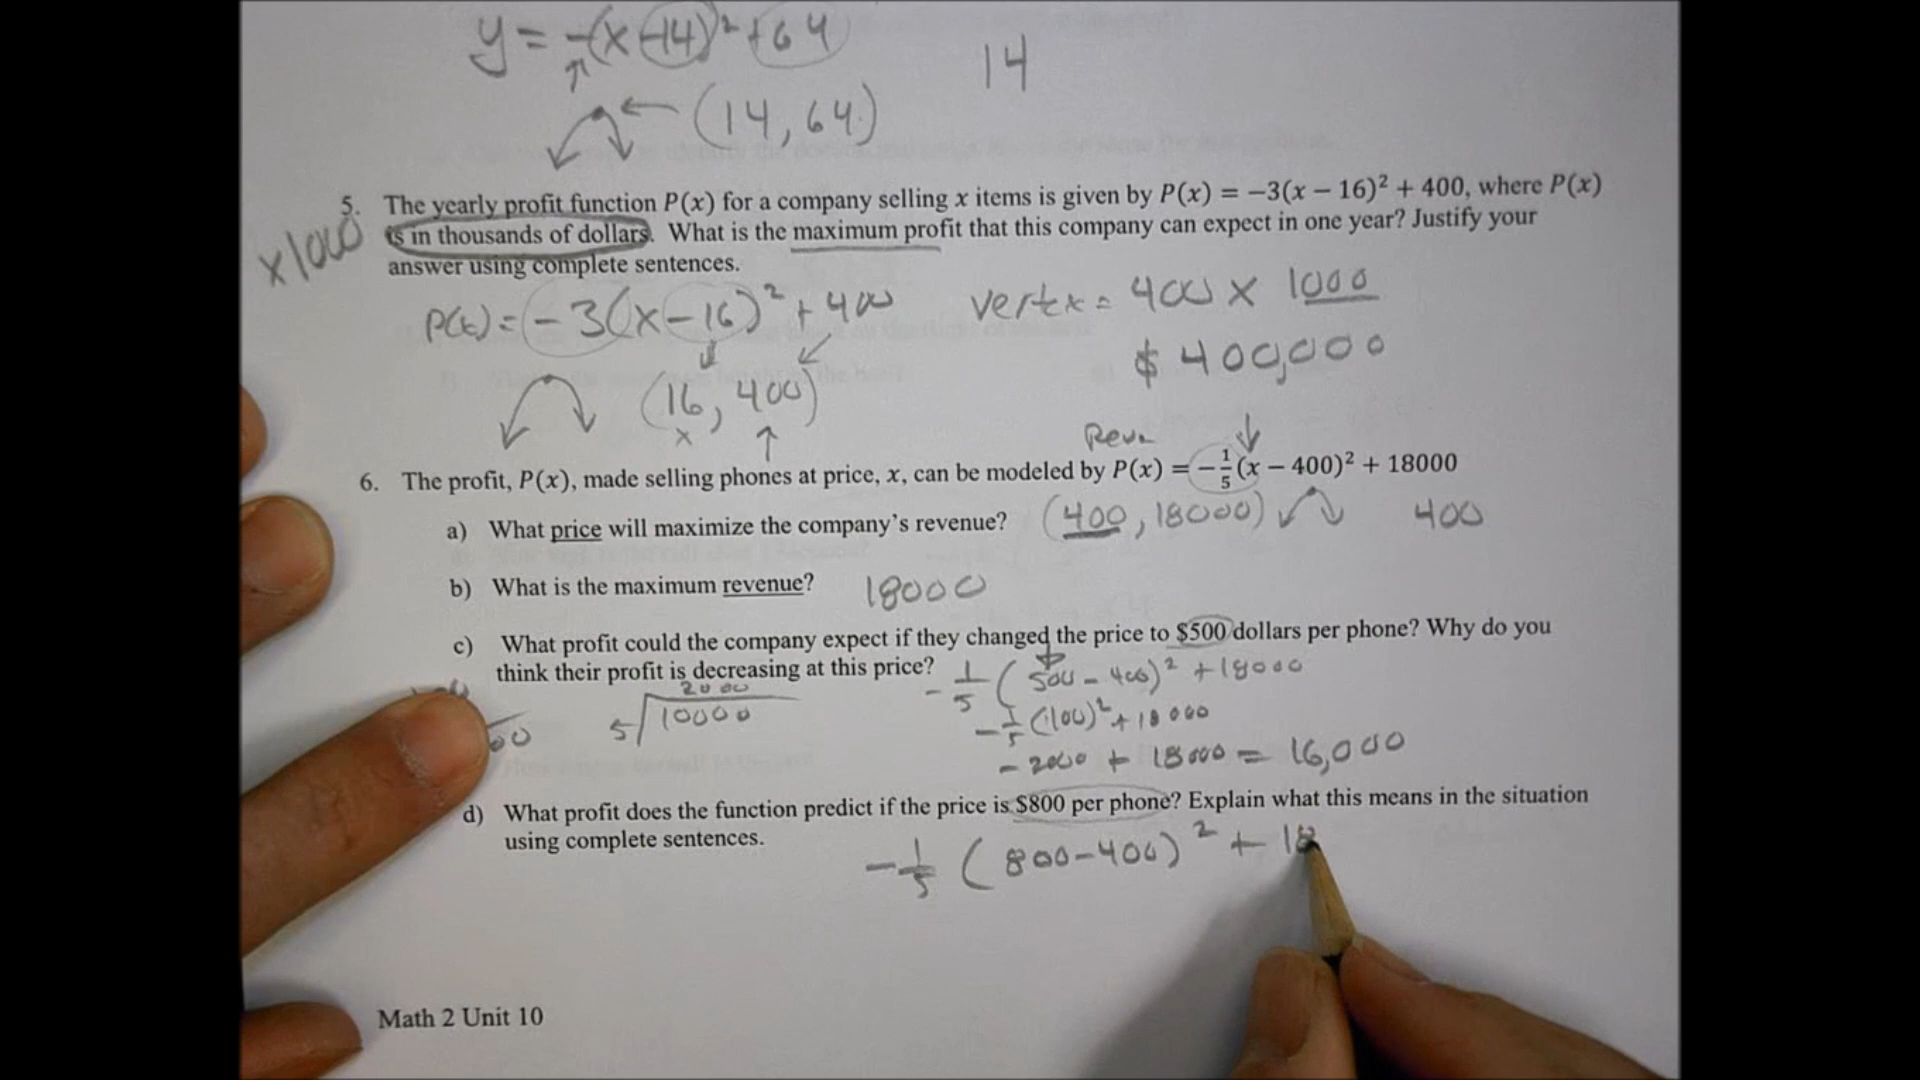 y = -(x-14)² + 64
14
(14, 64)
5. The yearly profit function P(x) for a company selling x items is given by P(x) = −3(x − 16)² + 400, where P(x)
x1000 is in thousands of dollars. What is the maximum profit that this company can expect in one year? Justify your
answer using complete sentences.
P(x) = -3(x-16)² + 400
vertex = 400 x 1000
$ 400,000
(16, 400)
x
Reve
6. The profit, P(x), made selling phones at price, x, can be modeled by P(x) = −1/5(x − 400)² + 18000
a) What price will maximize the company's revenue? (400, 18000) 400
b) What is the maximum revenue? 18000
c) What profit could the company expect if they changed the price to $500 dollars per phone? Why do you
think their profit is decreasing at this price? -1/5 (500 - 400)² + 18000
2000
5 10000
-1/5 (100)² + 18000
- 2000 + 18000 = 16,000
d) What profit does the function predict if the price is $800 per phone? Explain what this means in the situation
using complete sentences.
-1/5 (800-400)² + 18
Math 2 Unit 10